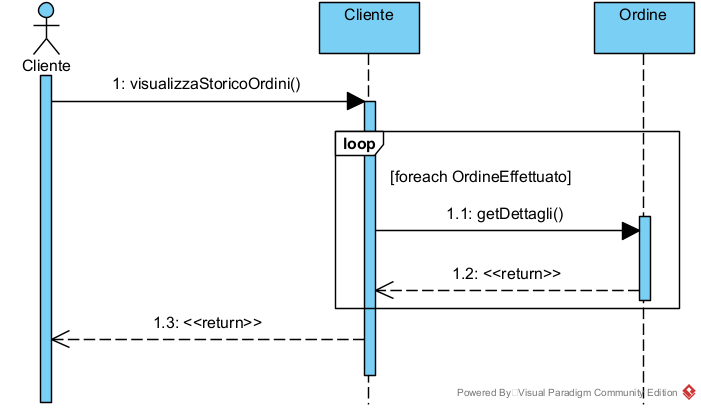 Cliente
Ordine
Cliente
1: visualizzaStoricoOrdini()
loop
[foreach OrdineEffettuato]
1.1: getDettagli()
1.2: <<return>>
1.3: <<return>>
Powered By Visual Paradigm Community Edition